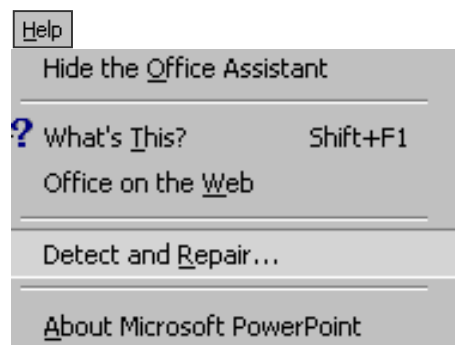 Help
Hide the Office Assistant
? What's This? Shift+F1
Office on the Web
Detect and Repair...
About Microsoft PowerPoint